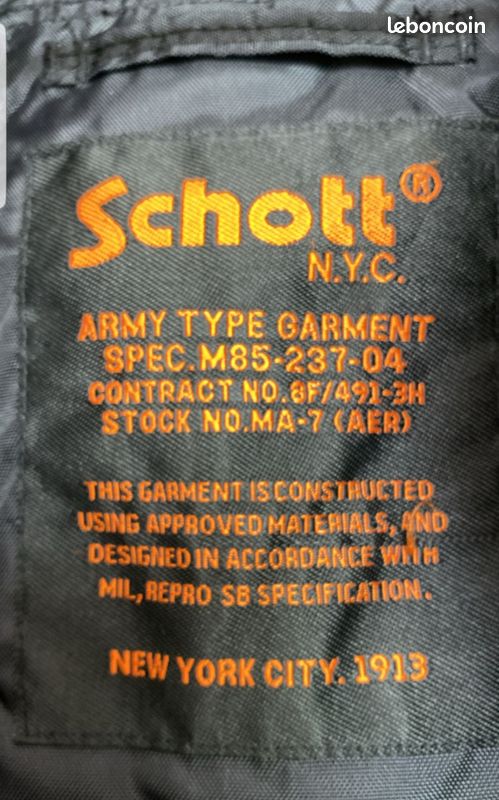 leboncoin
Schott®
N.Y.C.
ARMY TYPE GARMENT
SPEC.M85-237-04
CONTRACT NO.8F/491-3H
STOCK NO.MA-7 (AER)
THIS GARMENT IS CONSTRUCTED
USING APPROVED MATERIALS, AND
DESIGNED IN ACCORDANCE WITH
MIL,REPRO SB SPECIFICATION.
NEW YORK CITY. 1913